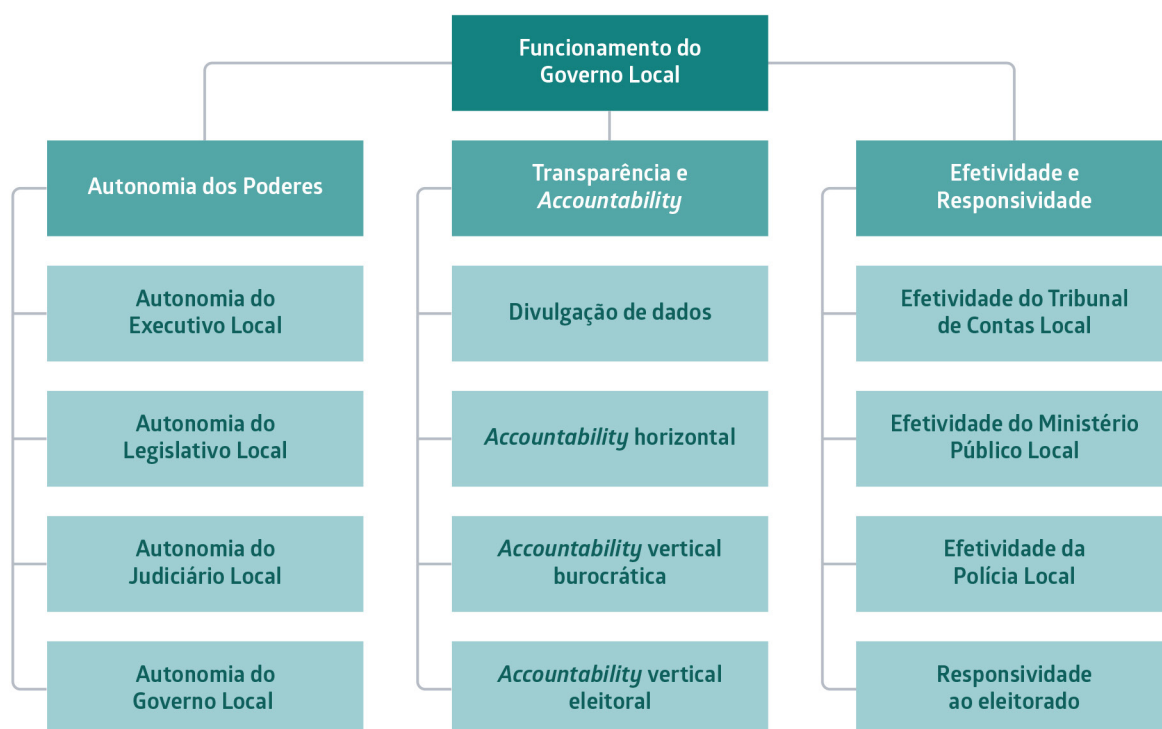 Funcionamento do
Governo Local
Autonomia dos Poderes
Autonomia do
Executivo Local
Autonomia do
Legislativo Local
Autonomia do
Judiciário Local
Autonomia do
Governo Local
Transparência e
Accountability
Divulgação de dados
Accountability horizontal
Accountability vertical
burocrática
Accountability vertical
eleitoral
Efetividade e
Responsividade
Efetividade do Tribunal
de Contas Local
Efetividade do Ministério
Público Local
Efetividade da
Polícia Local
Responsividade
ao eleitorado